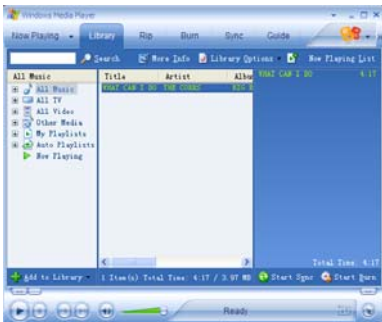 Windows Media Player
Now Playing Library Rip Burn Sync Guide
Search More Info Library Options Now Playing List
All Music Title Artist Album WHAT CAN I DO 4:17
All Music WHAT CAN I DO THE CORRS
All TV
All Video
Other Media
My Playlists
Auto Playlists
Now Playing
Total Time: 4:17
Add to Library 1 Item(s) Total Time: 4:17 / 3.97 MB Start Sync Start Burn
Ready